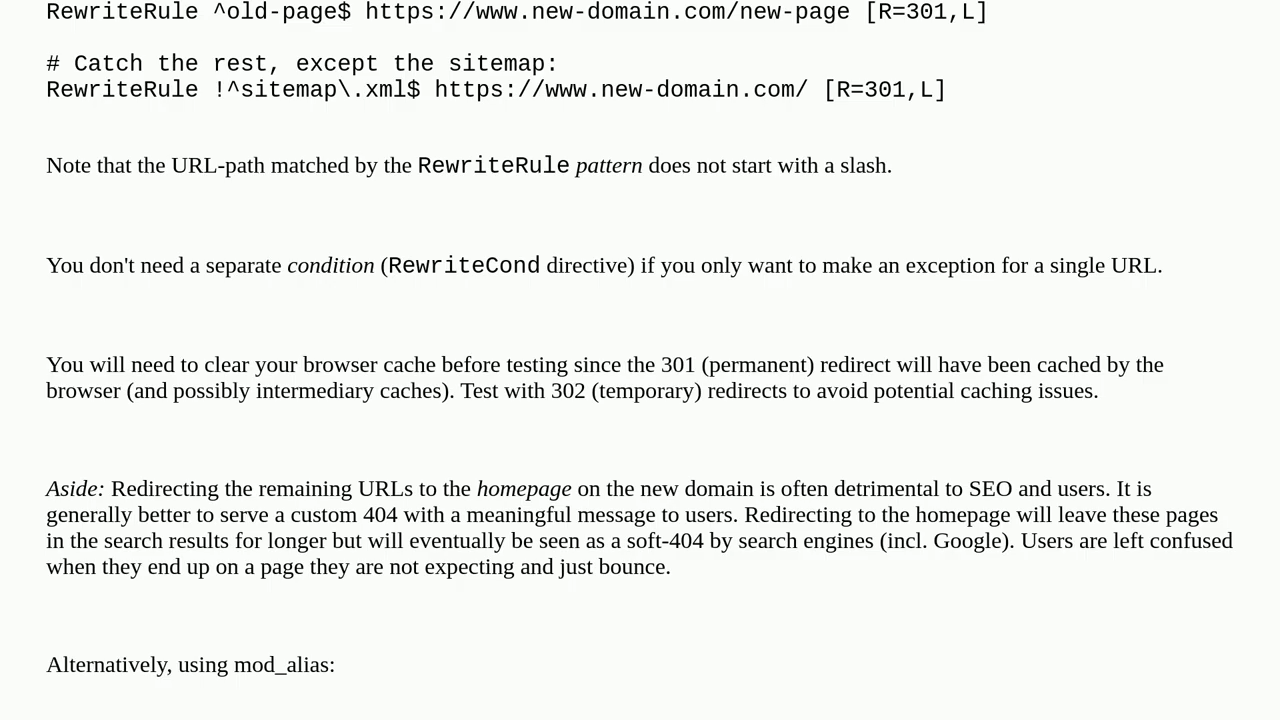 RewriteRule ^old-page$ https://www.new-domain.com/new-page [R=301,L]
# Catch the rest, except the sitemap:
RewriteRule !^sitemap\.xml$ https://www.new-domain.com/ [R=301,L]
Note that the URL-path matched by the RewriteRule pattern does not start with a slash.
You don't need a separate condition (RewriteCond directive) if you only want to make an exception for a single URL.
You will need to clear your browser cache before testing since the 301 (permanent) redirect will have been cached by the
browser (and possibly intermediary caches). Test with 302 (temporary) redirects to avoid potential caching issues.
Aside: Redirecting the remaining URLs to the homepage on the new domain is often detrimental to SEO and users. It is
generally better to serve a custom 404 with a meaningful message to users. Redirecting to the homepage will leave these pages
in the search results for longer but will eventually be seen as a soft-404 by search engines (incl. Google). Users are left confused
when they end up on a page they are not expecting and just bounce.
Alternatively, using mod_alias: